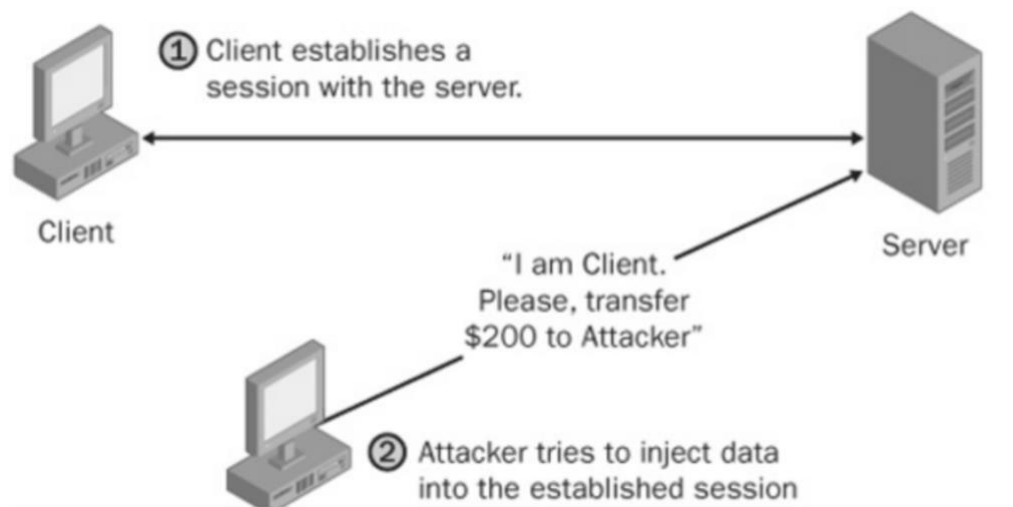 1 Client establishes a
session with the server.
Client
Server
“I am Client.
Please, transfer
$200 to Attacker”
2 Attacker tries to inject data
into the established session